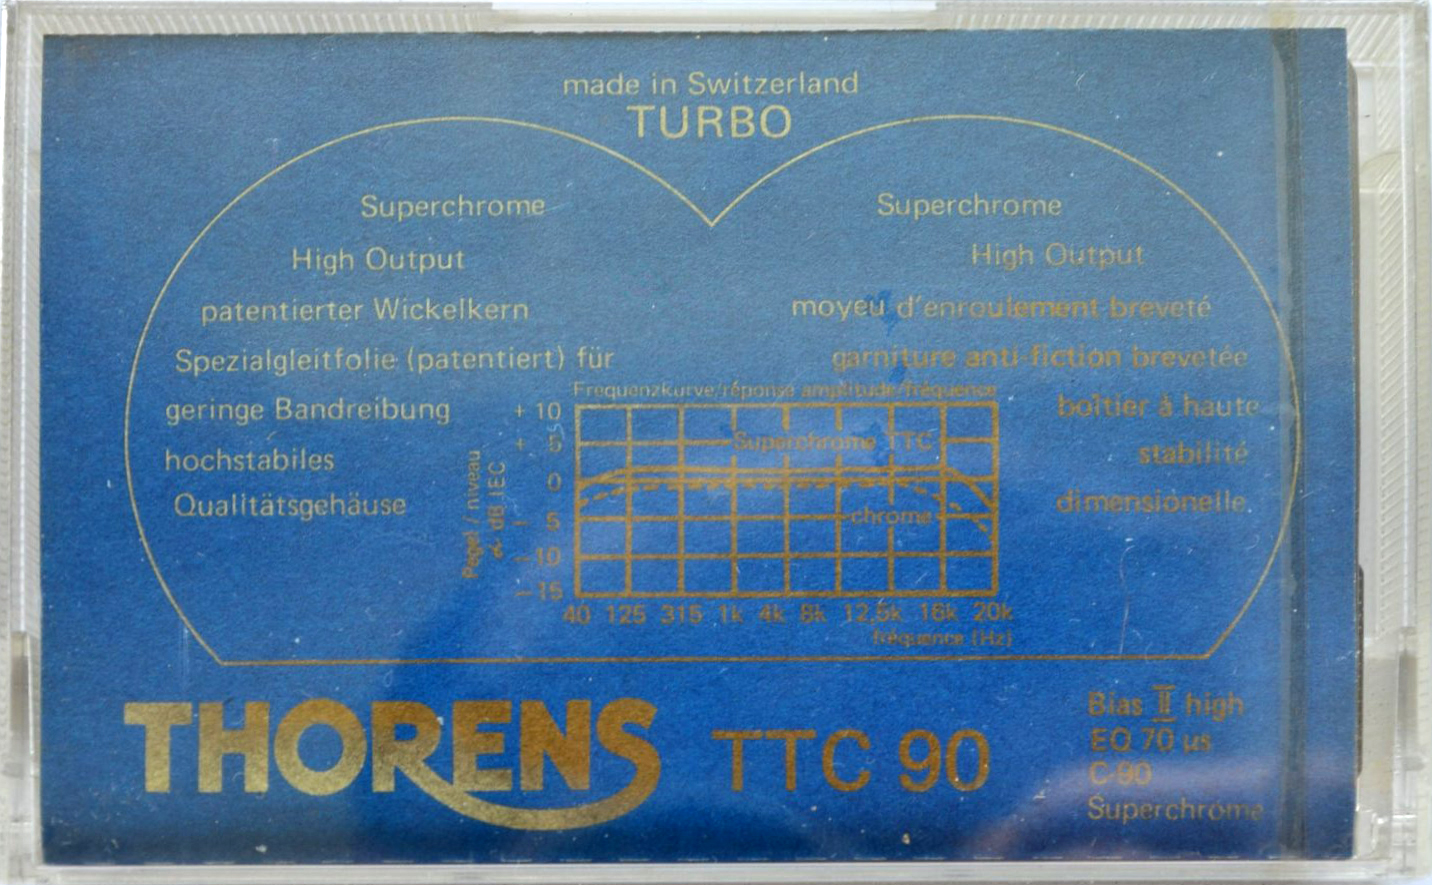 made in Switzerland
TURBO
Superchrome
High Output
patentierter Wickelkern
Spezialgleitfolie (patentiert) für
geringe Bandreibung
hochstabiles
Qualitätsgehäuse
Superchrome
High Output
moyeu d'enroulement breveté
garniture anti-fiction brevetée
boîtier à haute
stabilité
dimensionelle
Frequenzkurve/réponse amplitude/fréquence
Pegel / niveau
dB IEC
+ 10
+ 5
0
– 5
– 10
– 15
Superchrome TTC
chrome
40 125 315 1k 4k 8k 12,5k 16k 20k
fréquence (Hz)
THORENS TTC 90
Bias II high
EQ 70 µs
C-90
Superchrome